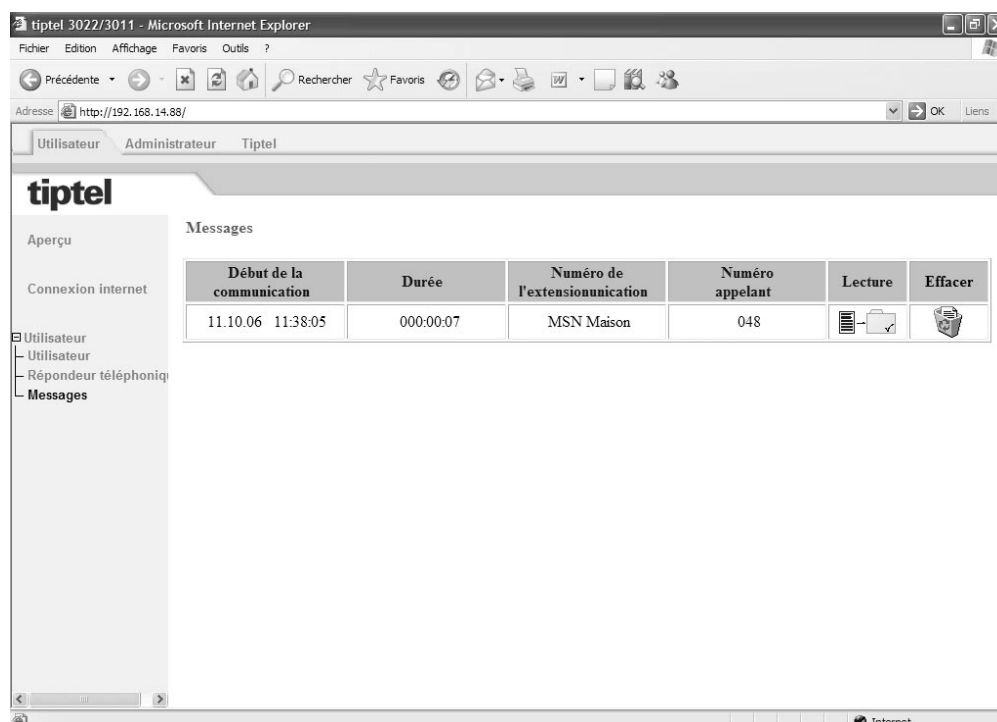 tiptel 3022/3011 - Microsoft Internet Explorer
Fichier Edition Affichage Favoris Outils ?
Précédente Rechercher Favoris
Adresse http://192.168.14.88/ OK Liens
Utilisateur Administrateur Tiptel
tiptel
Messages
Aperçu
Connexion internet
Utilisateur
Utilisateur
Répondeur téléphoniqu
Messages
Début de la communication
Durée
Numéro de l'extensionunication
Numéro appelant
Lecture
Effacer
11.10.06 11:38:05 000:00:07 MSN Maison 048
Internet